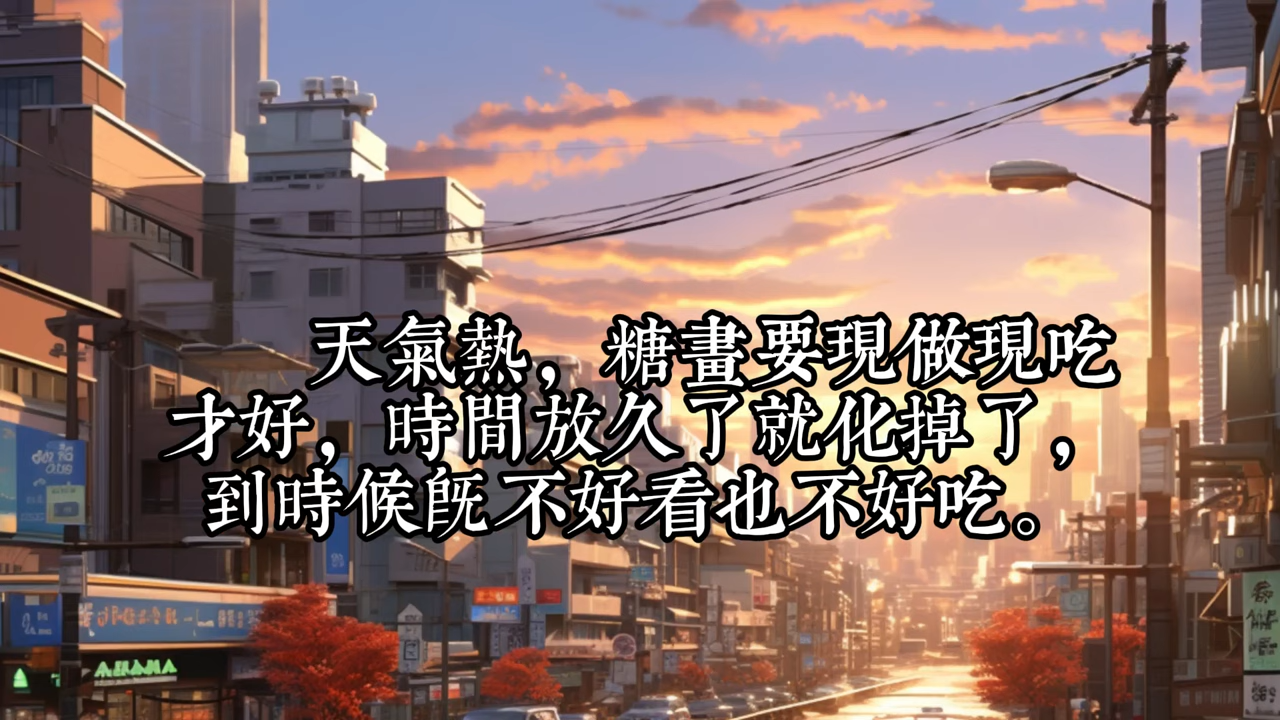 天氣熱，糖畫要現做現吃
才好，時間放久了就化掉了，
到時候既不好看也不好吃。